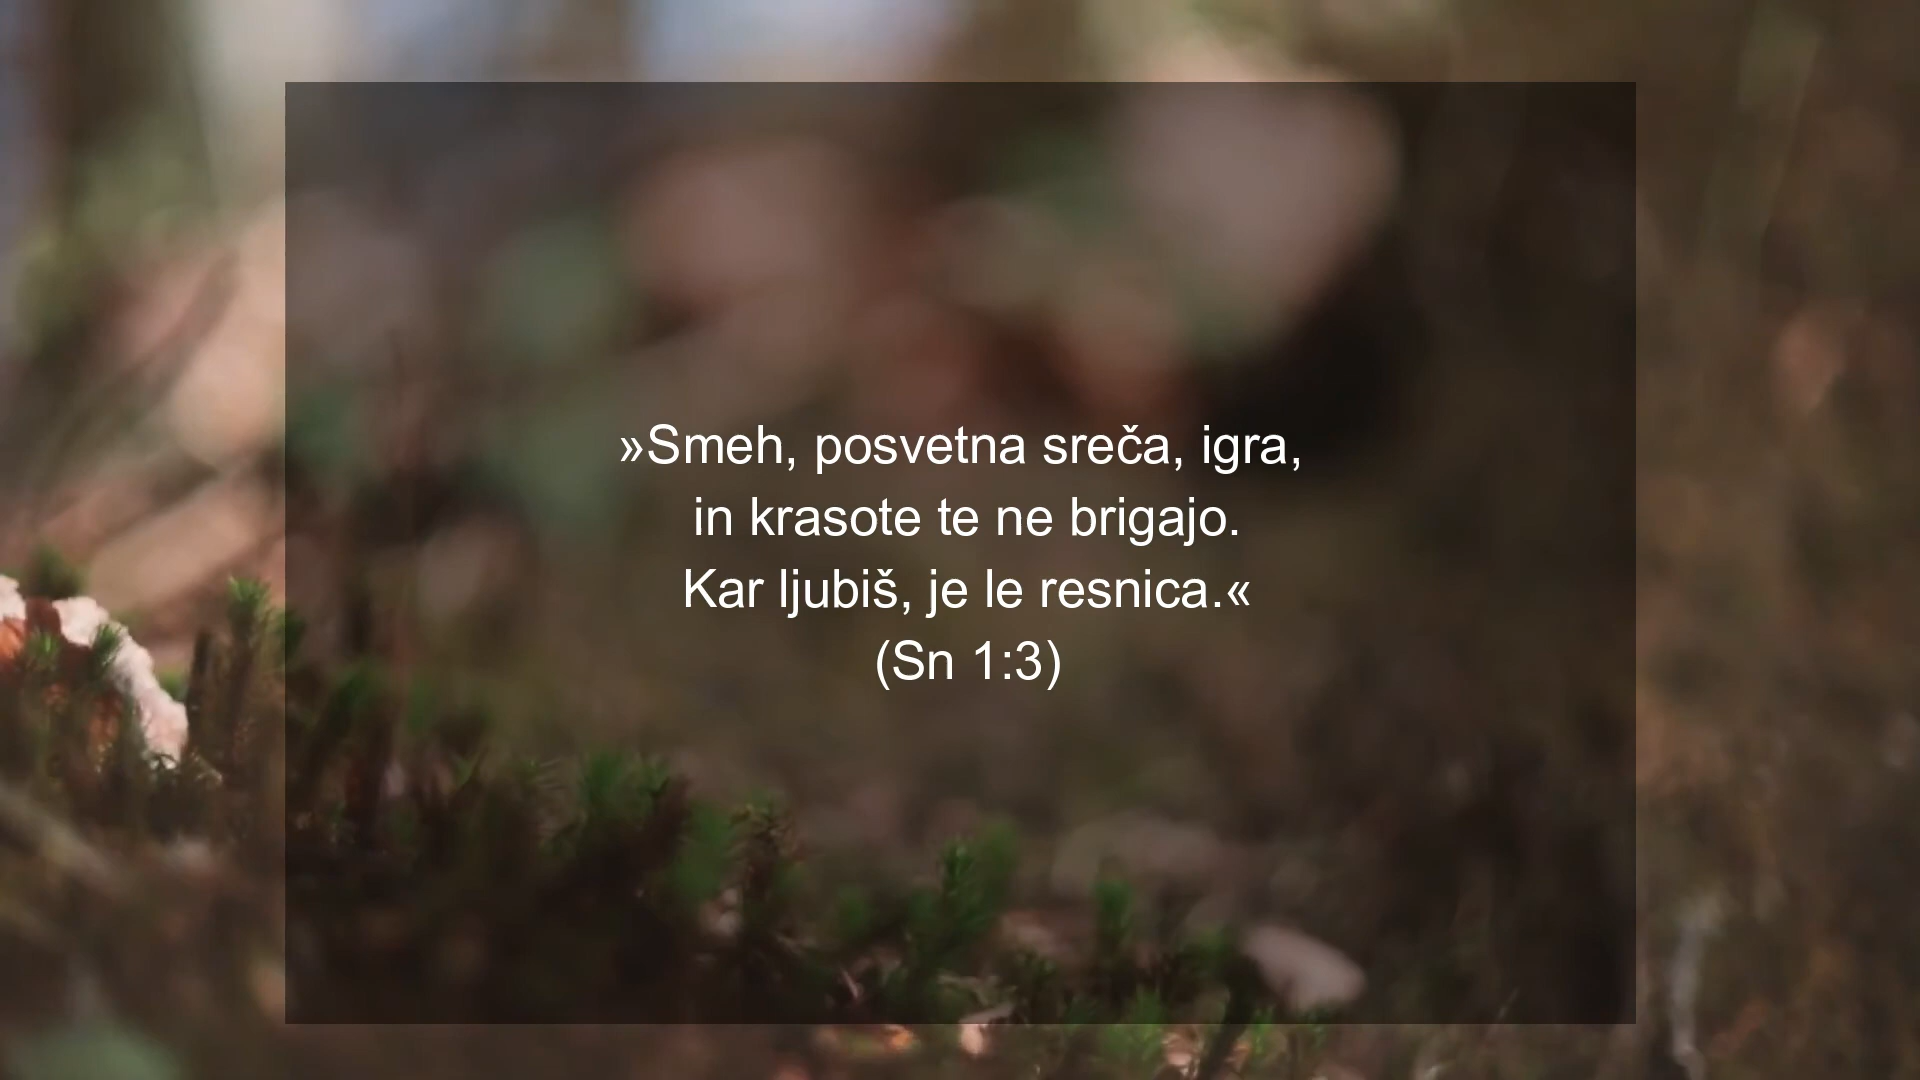 »Smeh, posvetna sreča, igra,
in krasote te ne brigajo.
Kar ljubiš, je le resnica.«
(Sn 1:3)